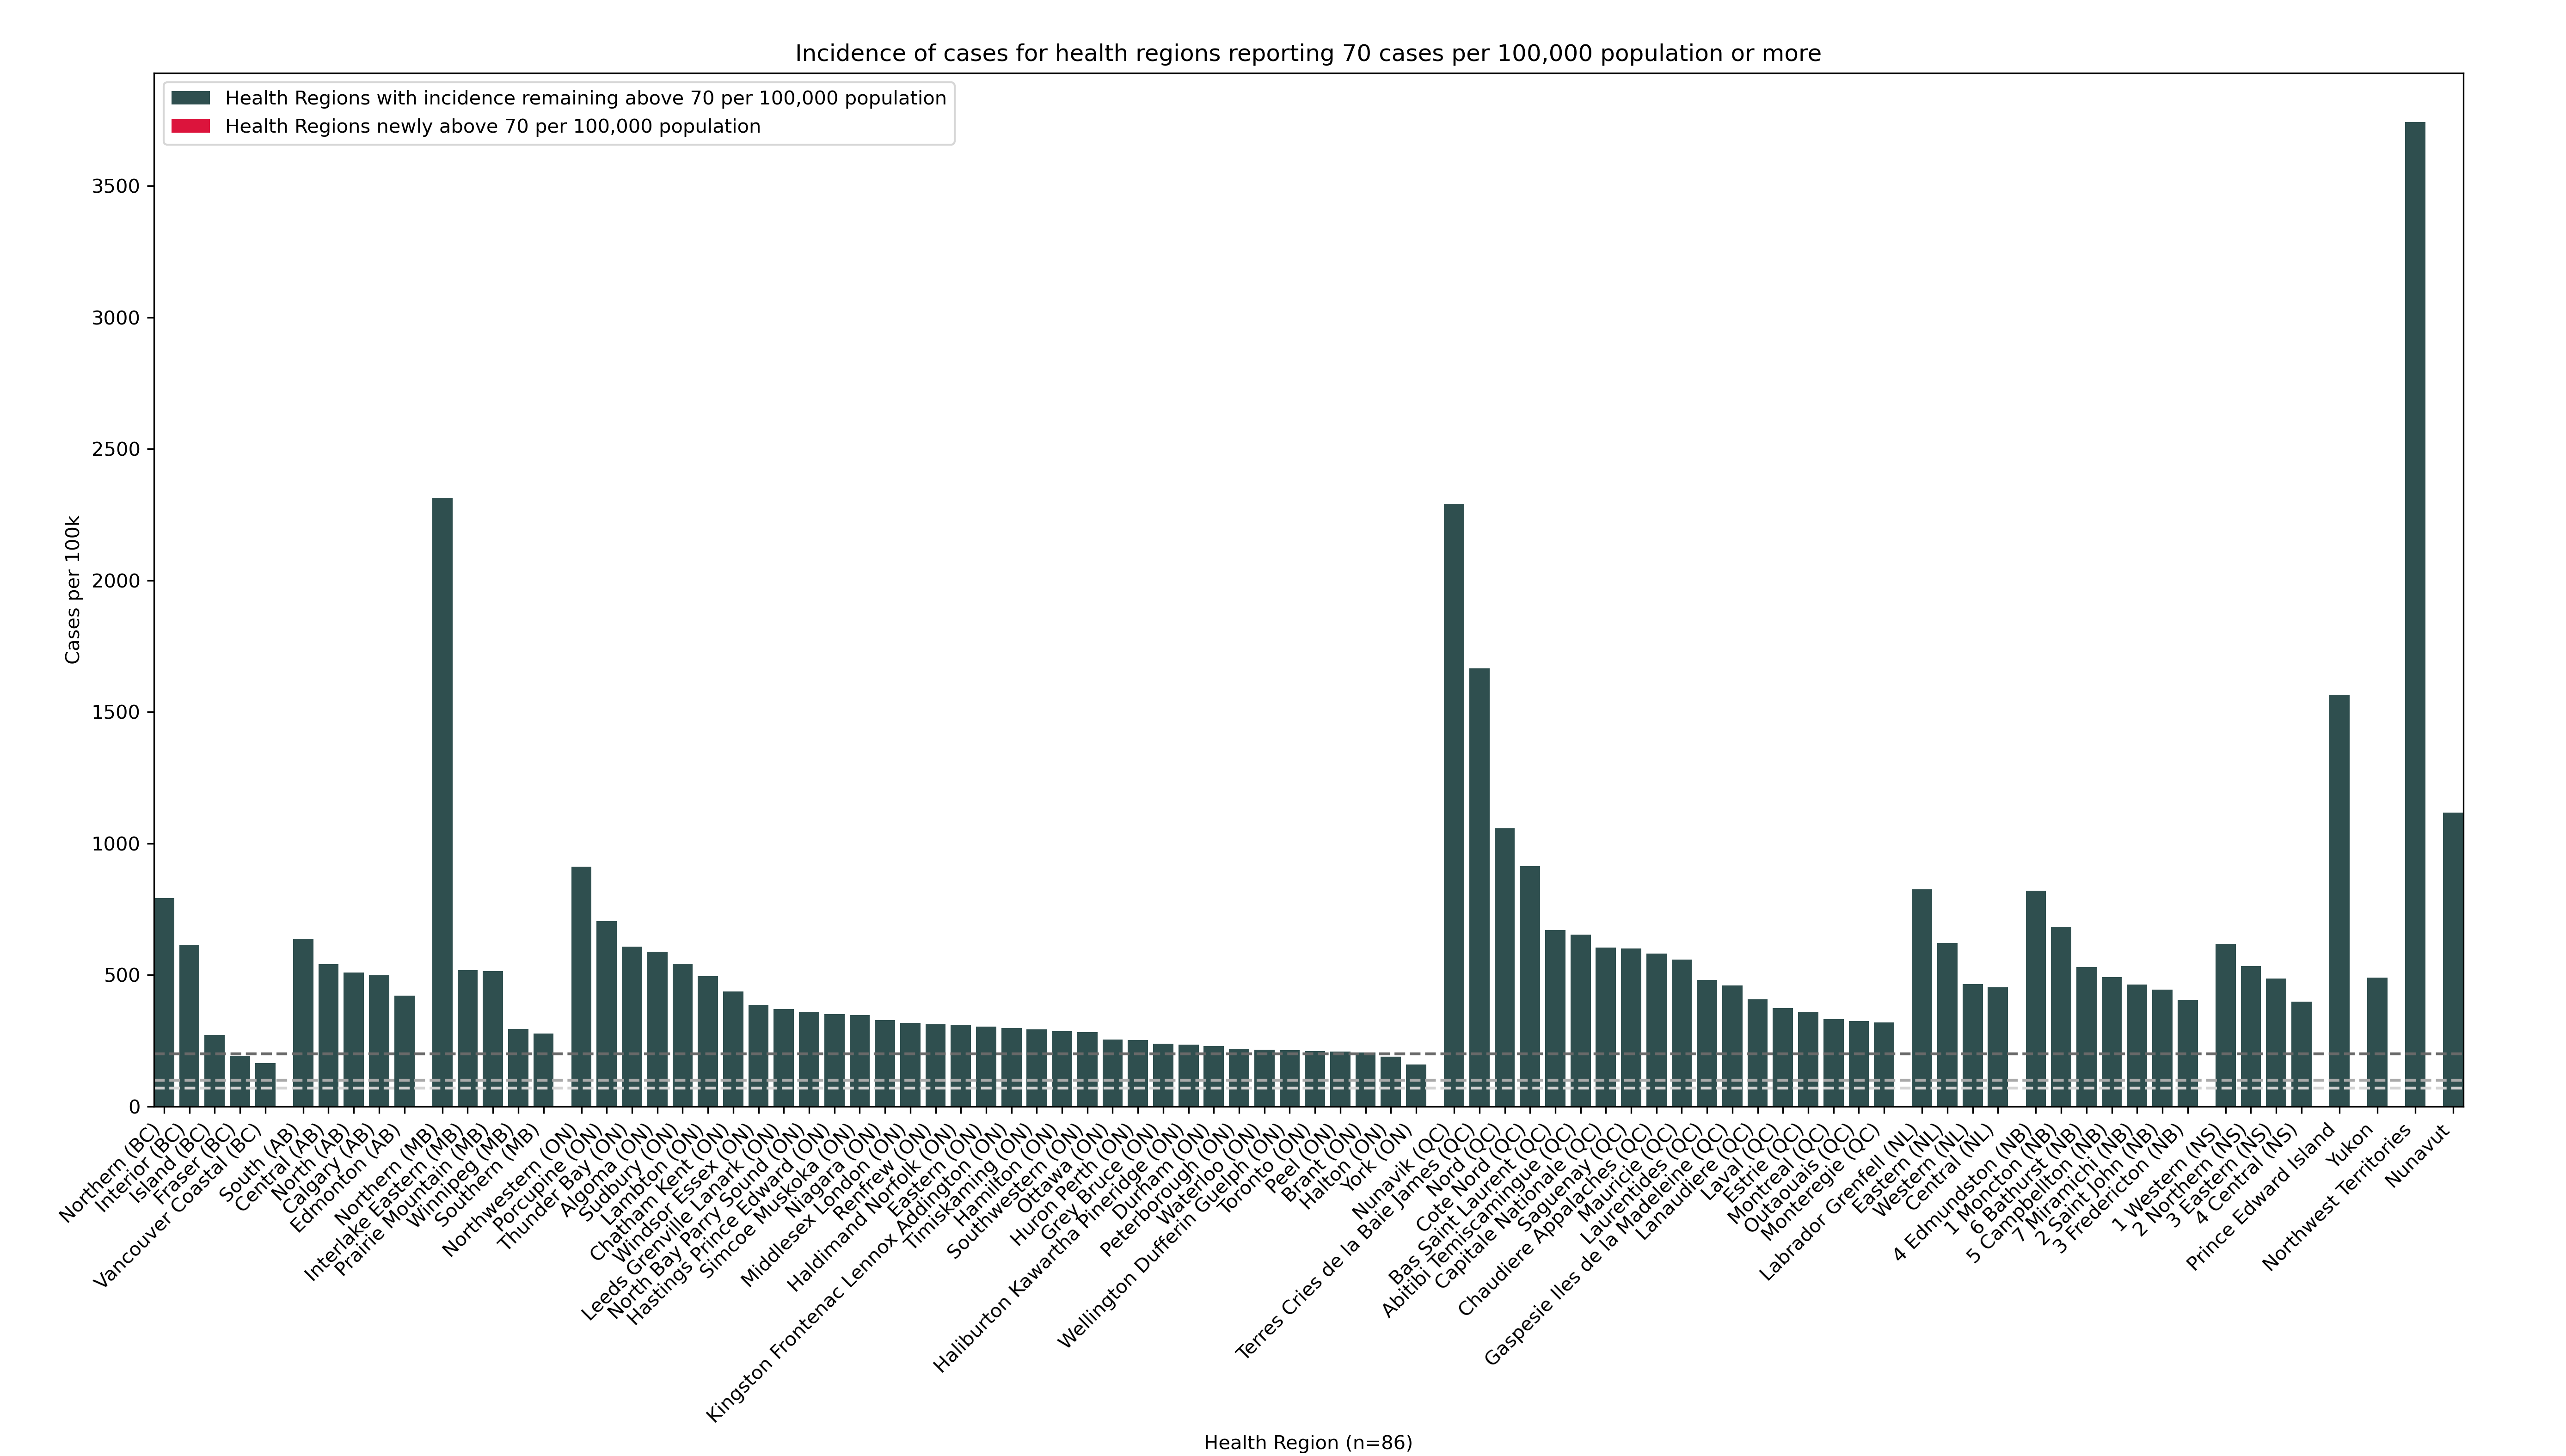 Incidence of cases for health regions reporting 70 cases per 100,000 population or more
Health Regions with incidence remaining above 70 per 100,000 population
Health Regions newly above 70 per 100,000 population
Cases per 100k
3500
3000
2500
2000
1500
1000
500
0
Northern (BC)
Interior (BC)
Island (BC)
Fraser (BC)
Vancouver Coastal (BC)
South (AB)
Central (AB)
North (AB)
Calgary (AB)
Edmonton (AB)
Northern (MB)
Interlake Eastern (MB)
Prairie Mountain (MB)
Winnipeg (MB)
Southern (MB)
Northwestern (ON)
Porcupine (ON)
Thunder Bay (ON)
Algoma (ON)
Sudbury (ON)
Lambton (ON)
Chatham Kent (ON)
Windsor Essex (ON)
Leeds Grenville Lanark (ON)
North Bay Parry Sound (ON)
Hastings Prince Edward (ON)
Simcoe Muskoka (ON)
Niagara (ON)
Middlesex London (ON)
Renfrew (ON)
Haldimand Norfolk (ON)
Eastern (ON)
Kingston Frontenac Lennox Addington (ON)
Timiskaming (ON)
Hamilton (ON)
Southwestern (ON)
Ottawa (ON)
Huron Perth (ON)
Grey Bruce (ON)
Haliburton Kawartha Pineridge (ON)
Durham (ON)
Peterborough (ON)
Waterloo (ON)
Wellington Dufferin Guelph (ON)
Toronto (ON)
Peel (ON)
Brant (ON)
Halton (ON)
York (ON)
Nunavik (QC)
Terres Cries de la Baie James (QC)
Nord (QC)
Cote Nord (QC)
Bas Saint Laurent (QC)
Abitibi Temiscamingue (QC)
Capitale Nationale (QC)
Saguenay (QC)
Chaudiere Appalaches (QC)
Mauricie (QC)
Laurentides (QC)
Gaspesie Iles de la Madeleine (QC)
Lanaudiere (QC)
Laval (QC)
Estrie (QC)
Montreal (QC)
Outaouais (QC)
Monteregie (QC)
Labrador Grenfell (NL)
Eastern (NL)
Western (NL)
Central (NL)
4 Edmundston (NB)
1 Moncton (NB)
6 Bathurst (NB)
5 Campbellton (NB)
7 Miramichi (NB)
2 Saint John (NB)
3 Fredericton (NB)
1 Western (NS)
2 Northern (NS)
3 Eastern (NS)
4 Central (NS)
Prince Edward Island
Yukon
Northwest Territories
Nunavut
Health Region (n=86)